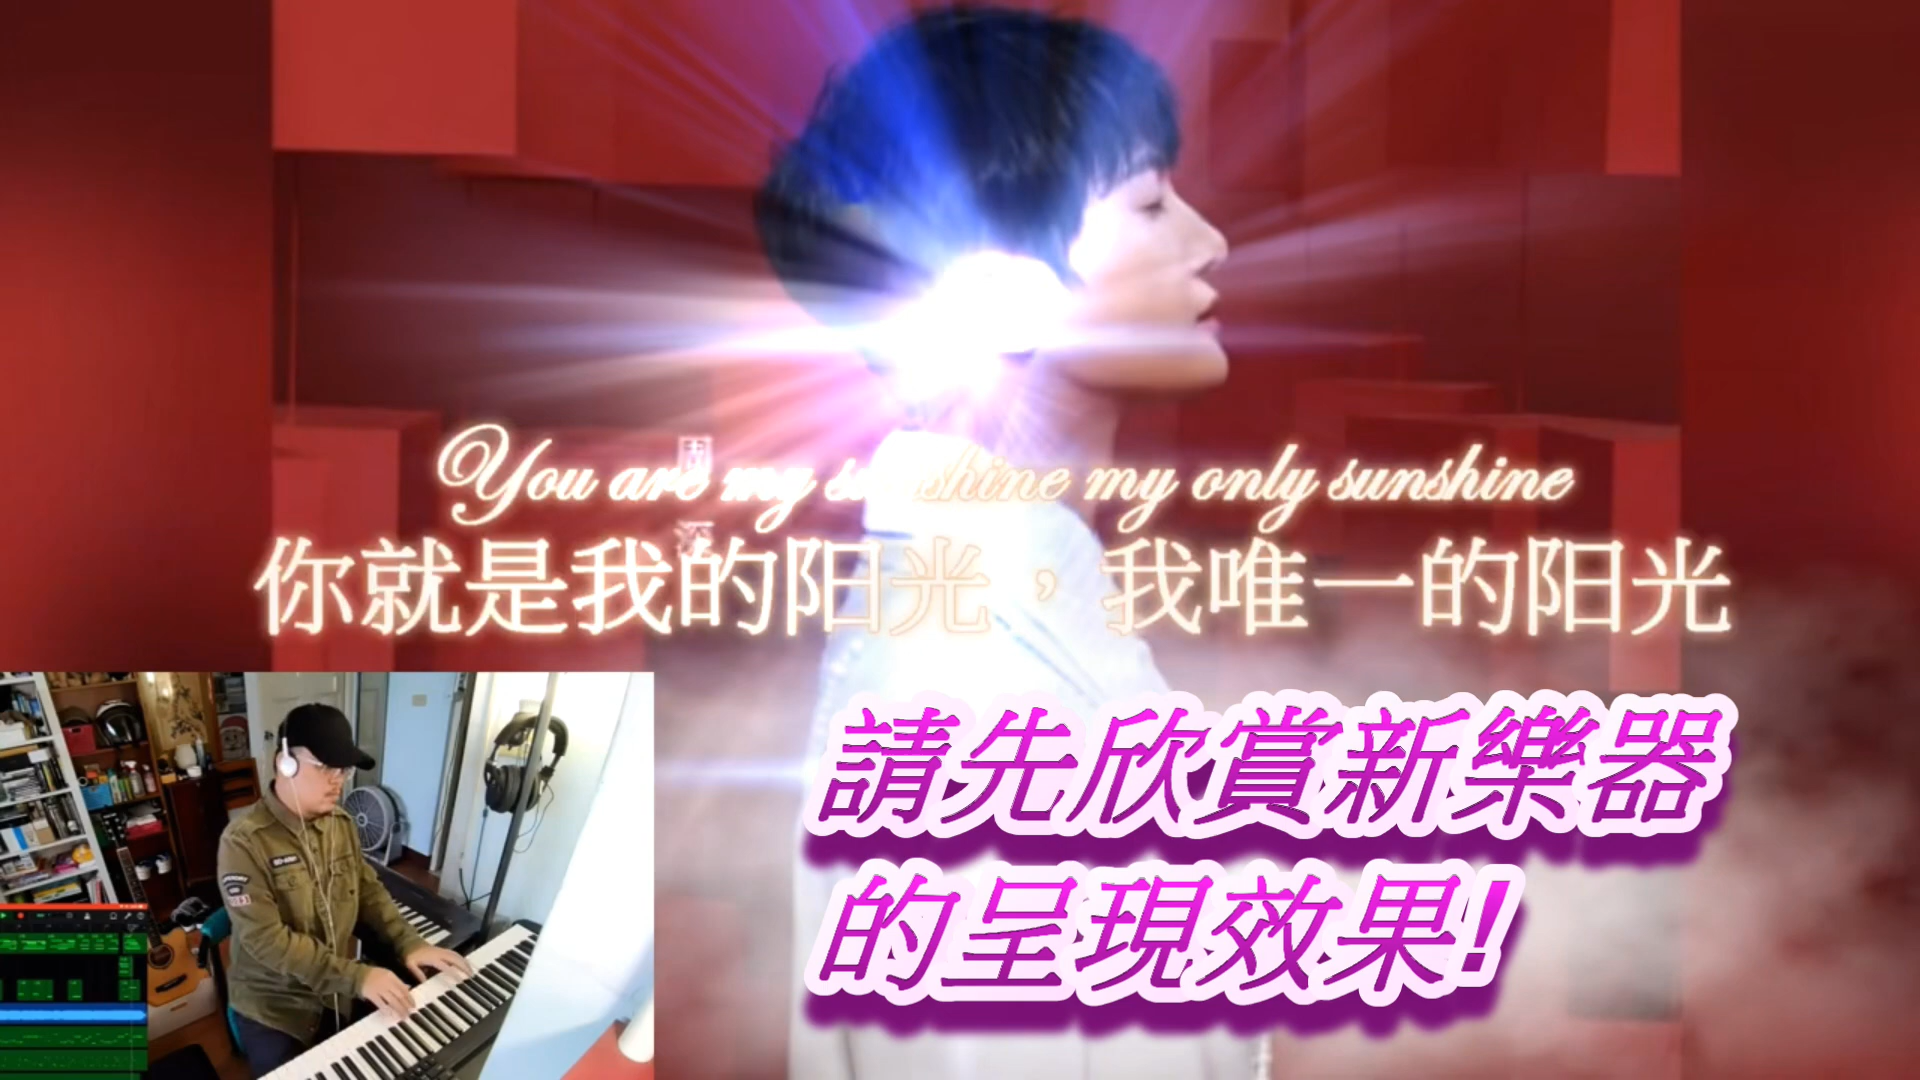 You are my sunshine my only sunshine
你就是我的阳光，我唯一的阳光
請先欣賞新樂器
的呈現效果!